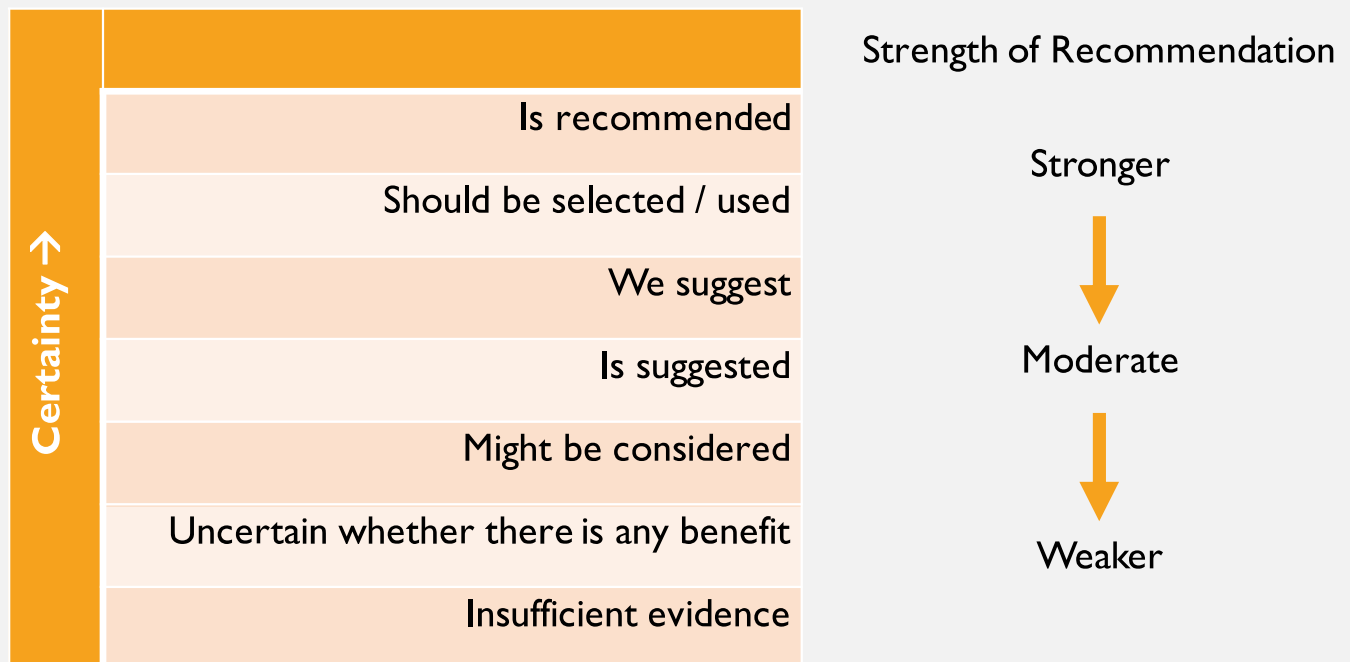 Strength of Recommendation
Certainty →
Is recommended
Should be selected / used
We suggest
Is suggested
Might be considered
Uncertain whether there is any benefit
Insufficient evidence
Stronger
Moderate
Weaker